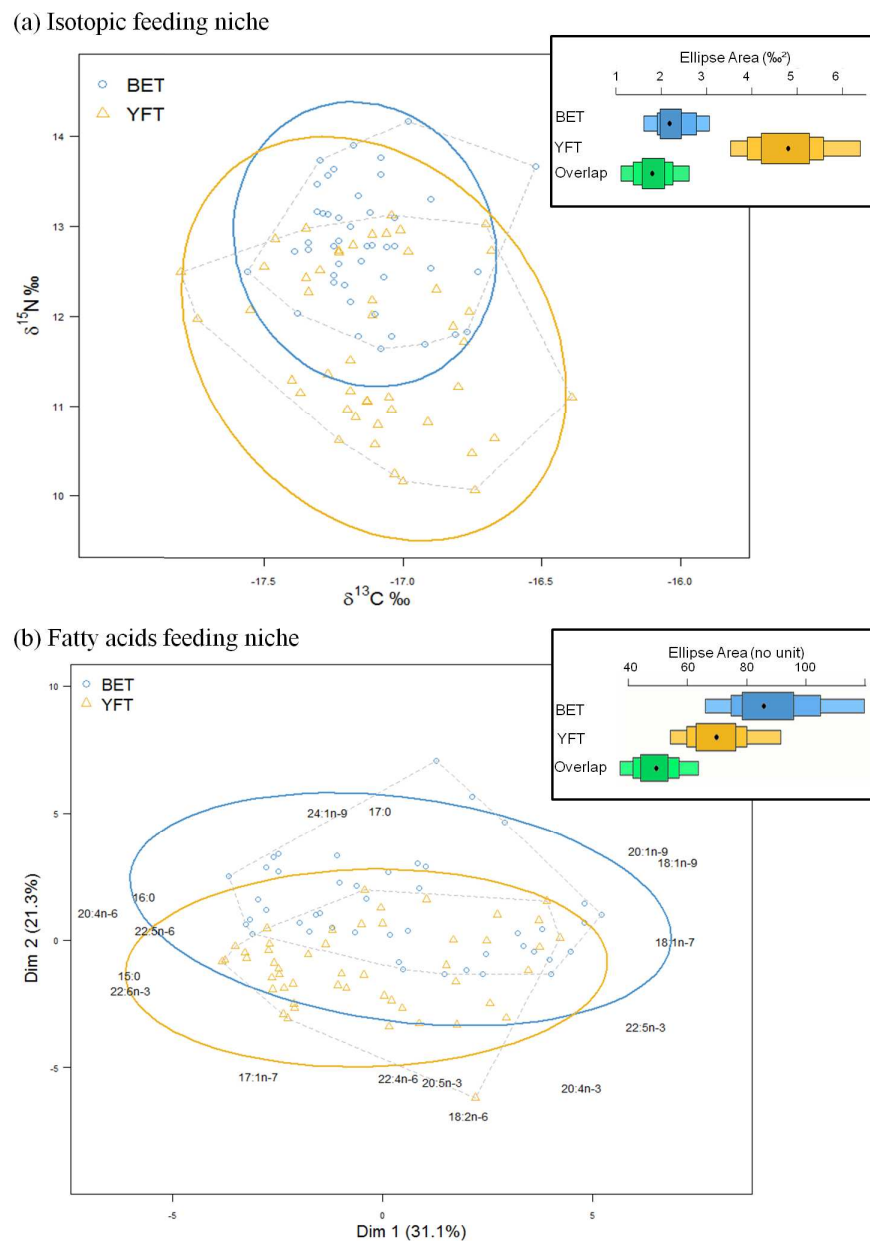 (a) Isotopic feeding niche
BET
YFT
Ellipse Area (‰²)
1 2 3 4 5 6
BET
YFT
Overlap
14
13
12
11
10
δ¹⁵N ‰
-17.5 -17.0 -16.5 -16.0
δ¹³C ‰
(b) Fatty acids feeding niche
BET
YFT
Ellipse Area (no unit)
40 60 80 100
BET
YFT
Overlap
10
5
0
-5
Dim 2 (21.3%)
24:1n-9 17:0
20:1n-9
18:1n-9
16:0
20:4n-6
22:5n-6
18:1n-7
15:0
22:6n-3
22:5n-3
17:1n-7 22:4n-6 20:5n-3 20:4n-3
18:2n-6
-5 0 5
Dim 1 (31.1%)